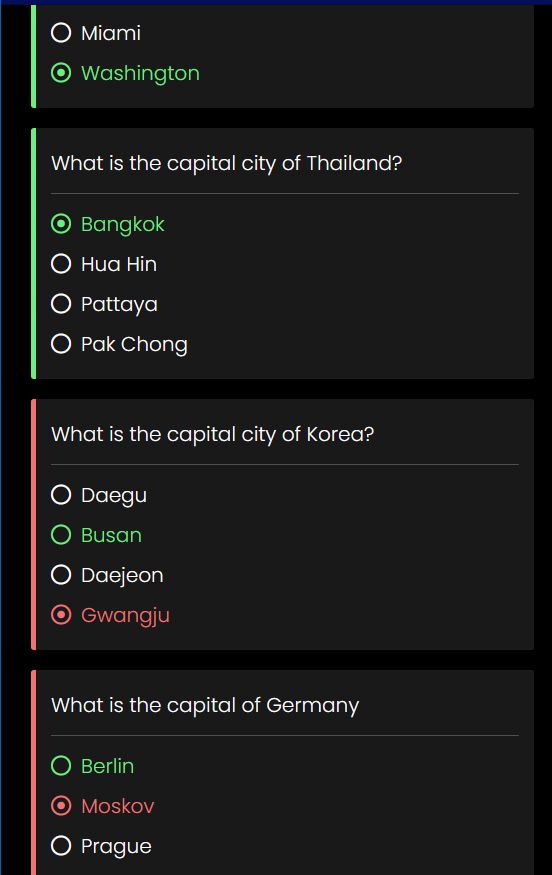 Miami
Washington
What is the capital city of Thailand?
Bangkok
Hua Hin
Pattaya
Pak Chong
What is the capital city of Korea?
Daegu
Busan
Daejeon
Gwangju
What is the capital of Germany
Berlin
Moskov
Prague